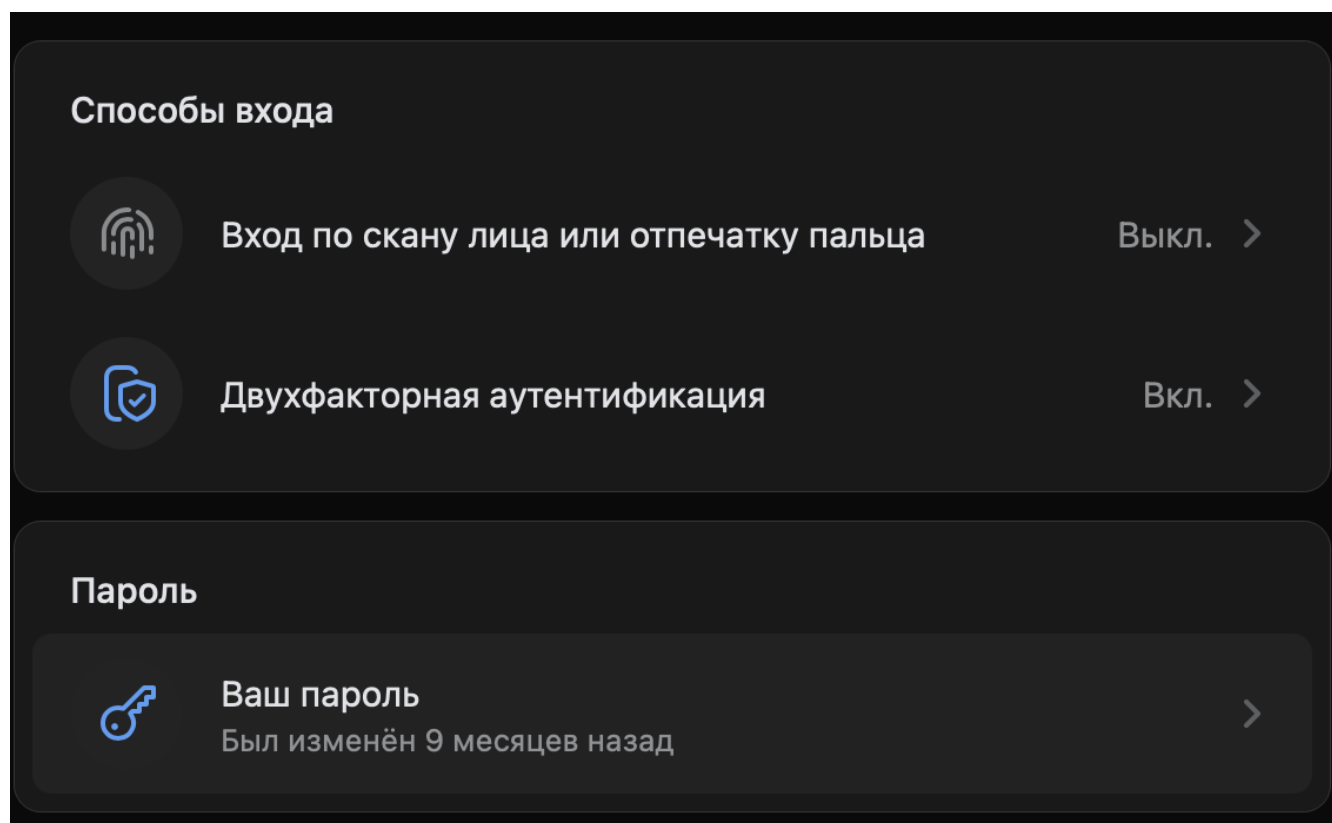 Способы входа
Вход по скану лица или отпечатку пальца Выкл.
Двухфакторная аутентификация Вкл.
Пароль
Ваш пароль
Был изменён 9 месяцев назад